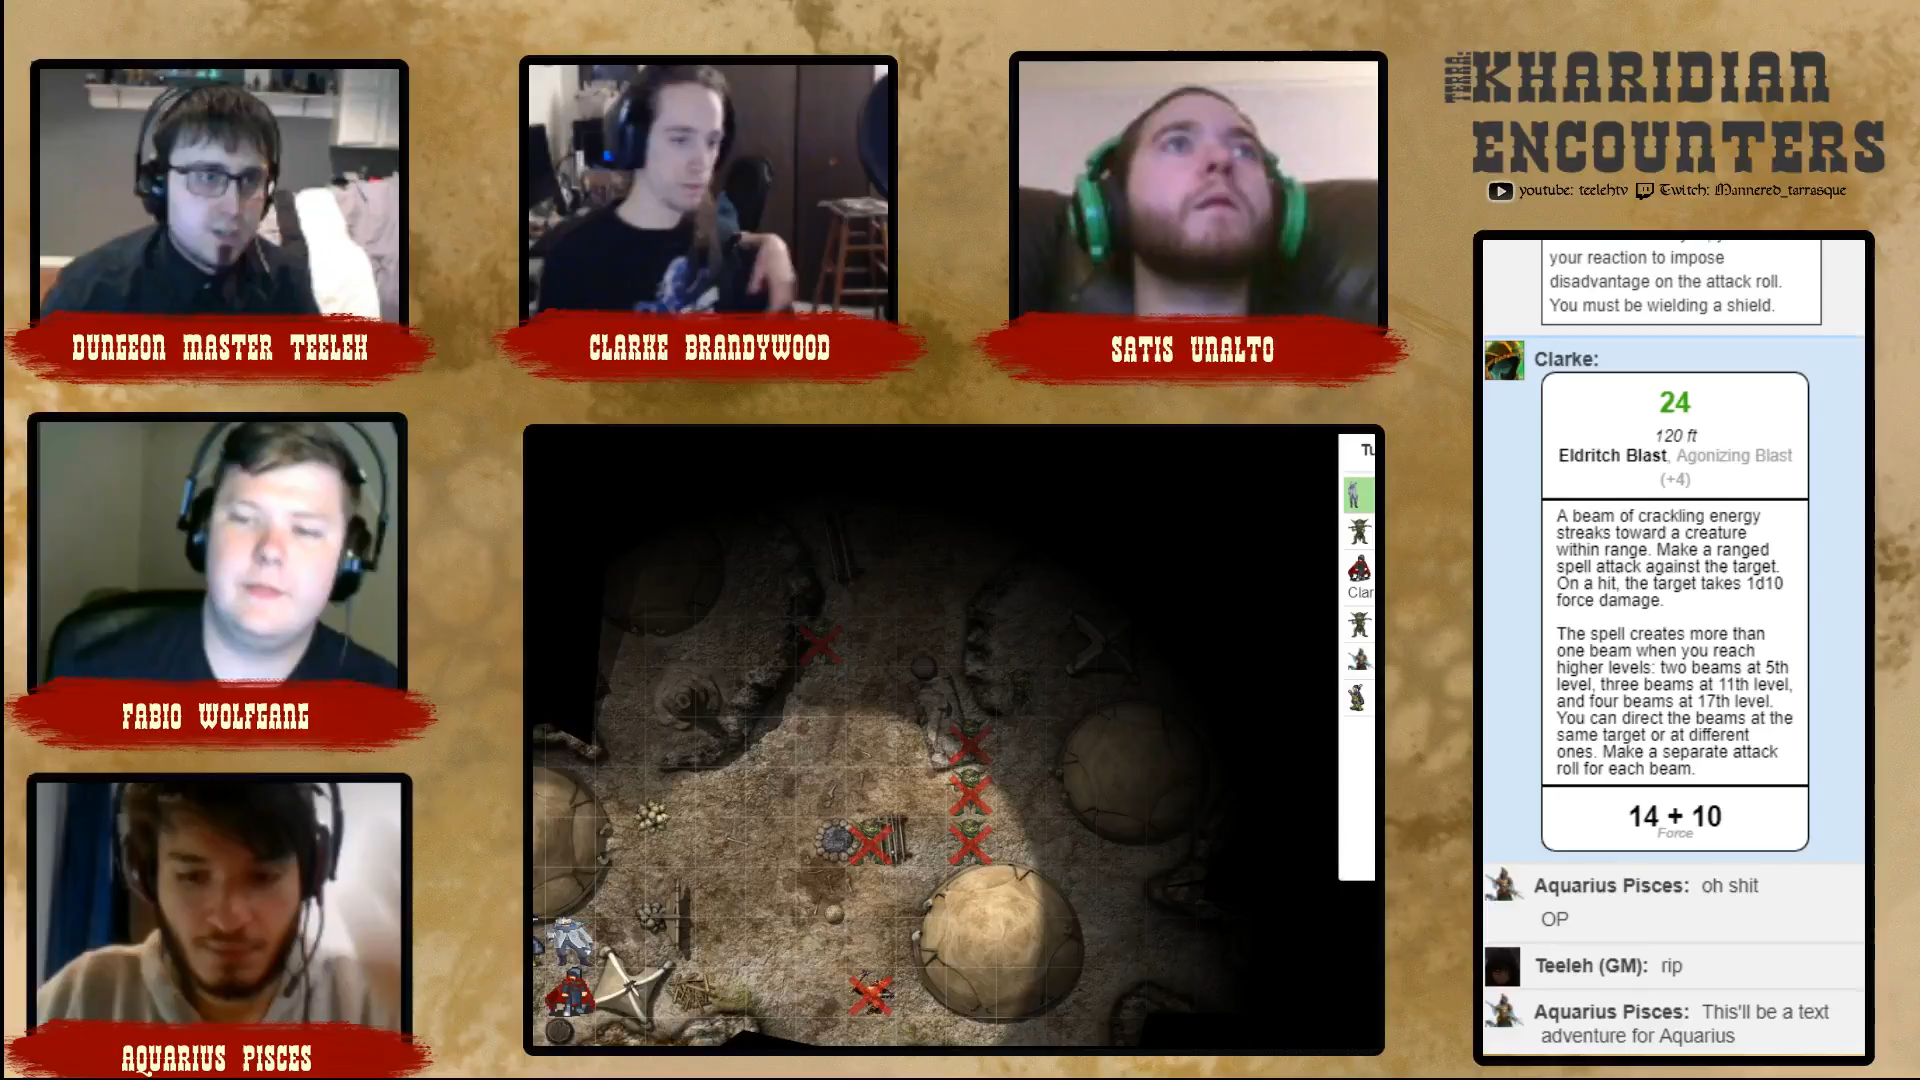 TERRA
KHARIDIAN
ENCOUNTERS
youtube: teelehtv Twitch: Mannered_tarrasque
DUNGEON MASTER TEELEH
CLARKE BRANDYWOOD
SATIS UNALTO
FABIO WOLFGANG
AQUARIUS PISCES
Tu
Clar
your reaction to impose
disadvantage on the attack roll.
You must be wielding a shield.
Clarke:
24
120 ft
Eldritch Blast, Agonizing Blast
(+4)
A beam of crackling energy
streaks toward a creature
within range. Make a ranged
spell attack against the target.
On a hit, the target takes 1d10
force damage.
The spell creates more than
one beam when you reach
higher levels: two beams at 5th
level, three beams at 11th level,
and four beams at 17th level.
You can direct the beams at the
same target or at different
ones. Make a separate attack
roll for each beam.
14 + 10
Force
Aquarius Pisces: oh shit
OP
Teeleh (GM): rip
Aquarius Pisces: This'll be a text
adventure for Aquarius